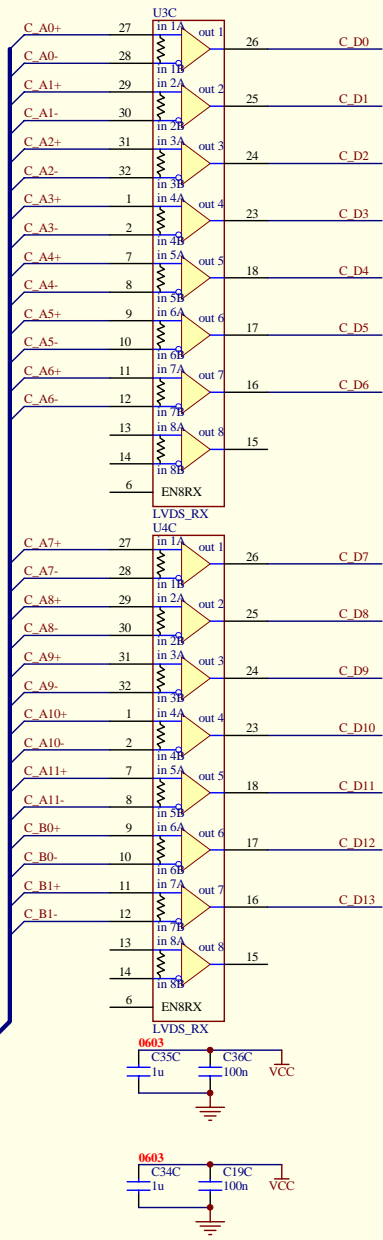 U3C
C_A0+ 27 in 1A out 1 26 C_D0
C_A0- 28 in 1B
C_A1+ 29 in 2A out 2 25 C_D1
C_A1- 30 in 2B
C_A2+ 31 in 3A out 3 24 C_D2
C_A2- 32 in 3B
C_A3+ 1 in 4A out 4 23 C_D3
C_A3- 2 in 4B
C_A4+ 7 in 5A out 5 18 C_D4
C_A4- 8 in 5B
C_A5+ 9 in 6A out 6 17 C_D5
C_A5- 10 in 6B
C_A6+ 11 in 7A out 7 16 C_D6
C_A6- 12 in 7B
13 in 8A out 8 15
14 in 8B
6 EN8RX
LVDS_RX
U4C
C_A7+ 27 in 1A out 1 26 C_D7
C_A7- 28 in 1B
C_A8+ 29 in 2A out 2 25 C_D8
C_A8- 30 in 2B
C_A9+ 31 in 3A out 3 24 C_D9
C_A9- 32 in 3B
C_A10+ 1 in 4A out 4 23 C_D10
C_A10- 2 in 4B
C_A11+ 7 in 5A out 5 18 C_D11
C_A11- 8 in 5B
C_B0+ 9 in 6A out 6 17 C_D12
C_B0- 10 in 6B
C_B1+ 11 in 7A out 7 16 C_D13
C_B1- 12 in 7B
13 in 8A out 8 15
14 in 8B
6 EN8RX
LVDS_RX
0603
C35C C36C
1u 100n VCC
0603
C34C C19C
1u 100n VCC